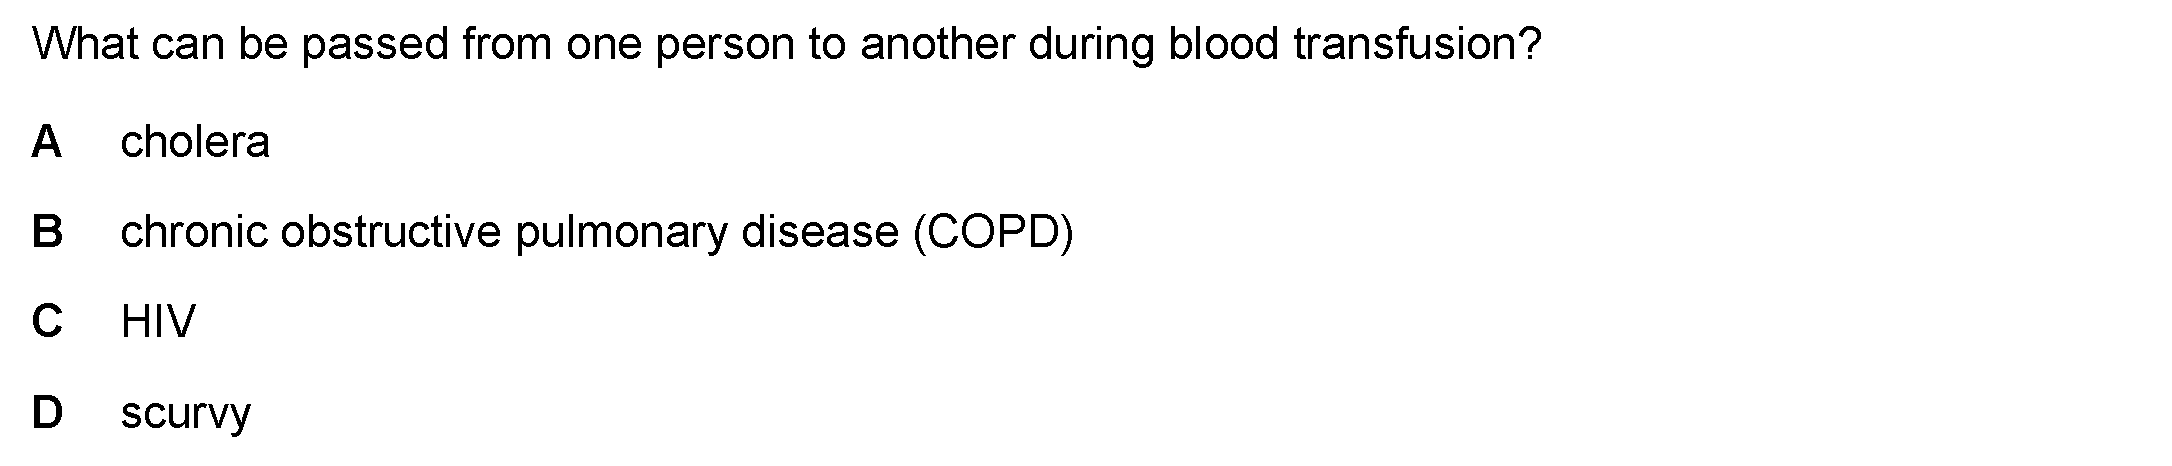 What can be passed from one person to another during blood transfusion?
A cholera
B chronic obstructive pulmonary disease (COPD)
C HIV
D scurvy